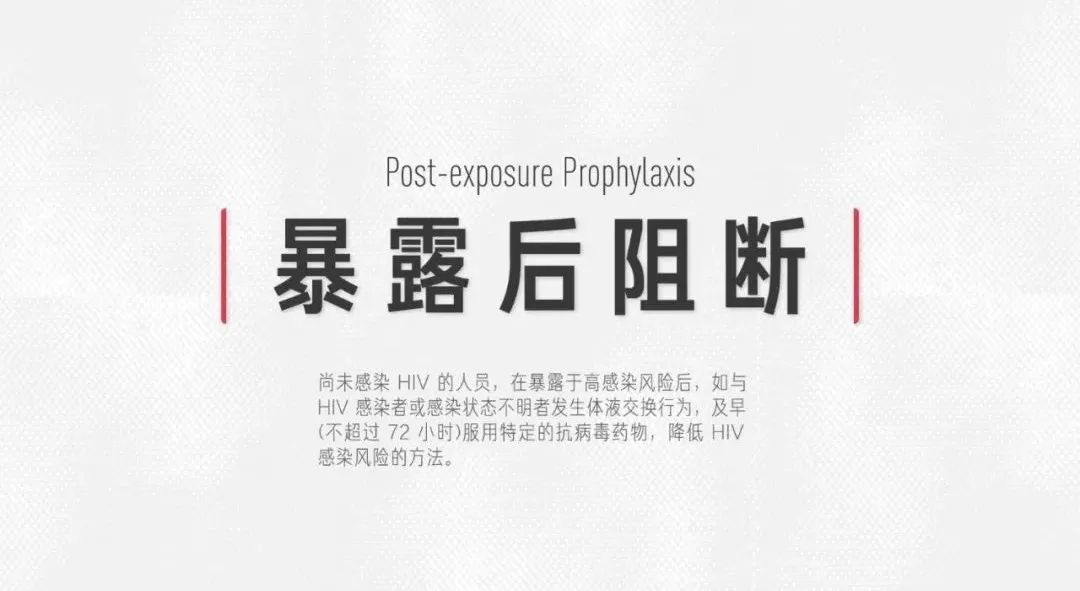 Post-exposure Prophylaxis
暴露后阻断
尚未感染 HIV 的人员，在暴露于高感染风险后，如与
HIV 感染者或感染状态不明者发生体液交换行为，及早
(不超过 72 小时)服用特定的抗病毒药物，降低 HIV
感染风险的方法。